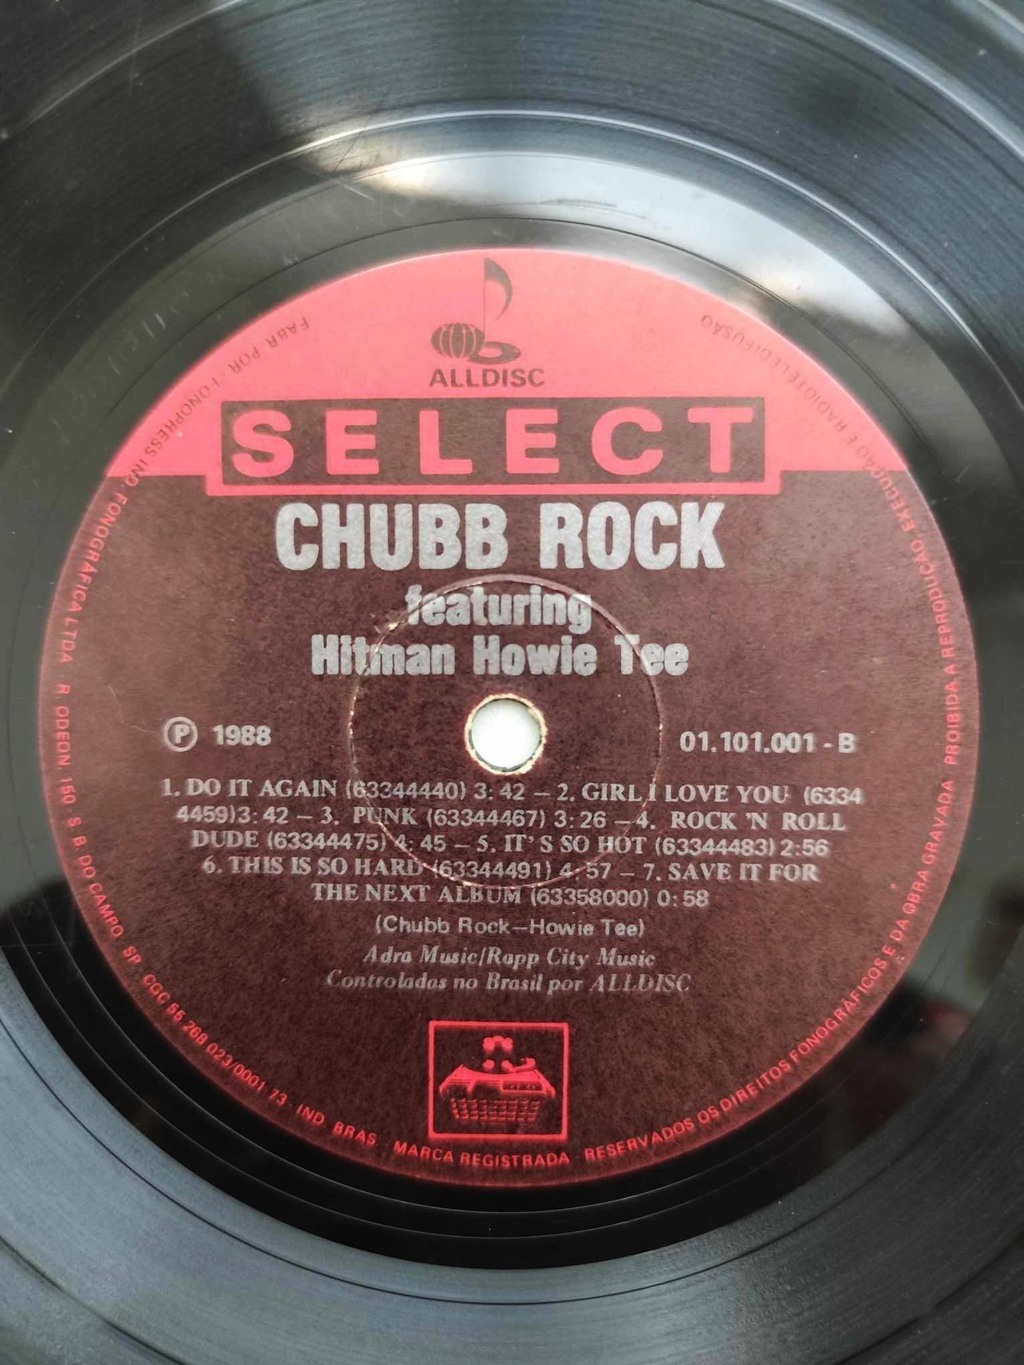 ALLDISC
SELECT
CHUBB ROCK
featuring
Hitman Howie Tee
Ⓟ 1988
01.101.001 - B
1. DO IT AGAIN (63344440) 3: 42 – 2. GIRL I LOVE YOU (6334
4459)3: 42 – 3. PUNK (63344467) 3:26 – 4. ROCK 'N ROLL
DUDE (63344475) 4: 45 – 5. IT'S SO HOT (63344483) 2:56
6. THIS IS SO HARD (63344491) 4:57 – 7. SAVE IT FOR
THE NEXT ALBUM (63358000) 0:58
(Chubb Rock–Howie Tee)
Adra Music/Rapp City Music
Controladas no Brasil por ALLDISC
FABR. POR: FONOPRESS IND. FONOGRÁFICA LTDA R ODEON 150 S B DO CAMPO SP CGC 55 268 023/0001 73 - IND. BRAS. MARCA REGISTRADA RESERVADOS OS DIREITOS FONOGRÁFICOS E DA OBRA GRAVADA PROIBIDA A REPRODUÇÃO, EXECUÇÃO E RADIOTELEDIFUSÃO